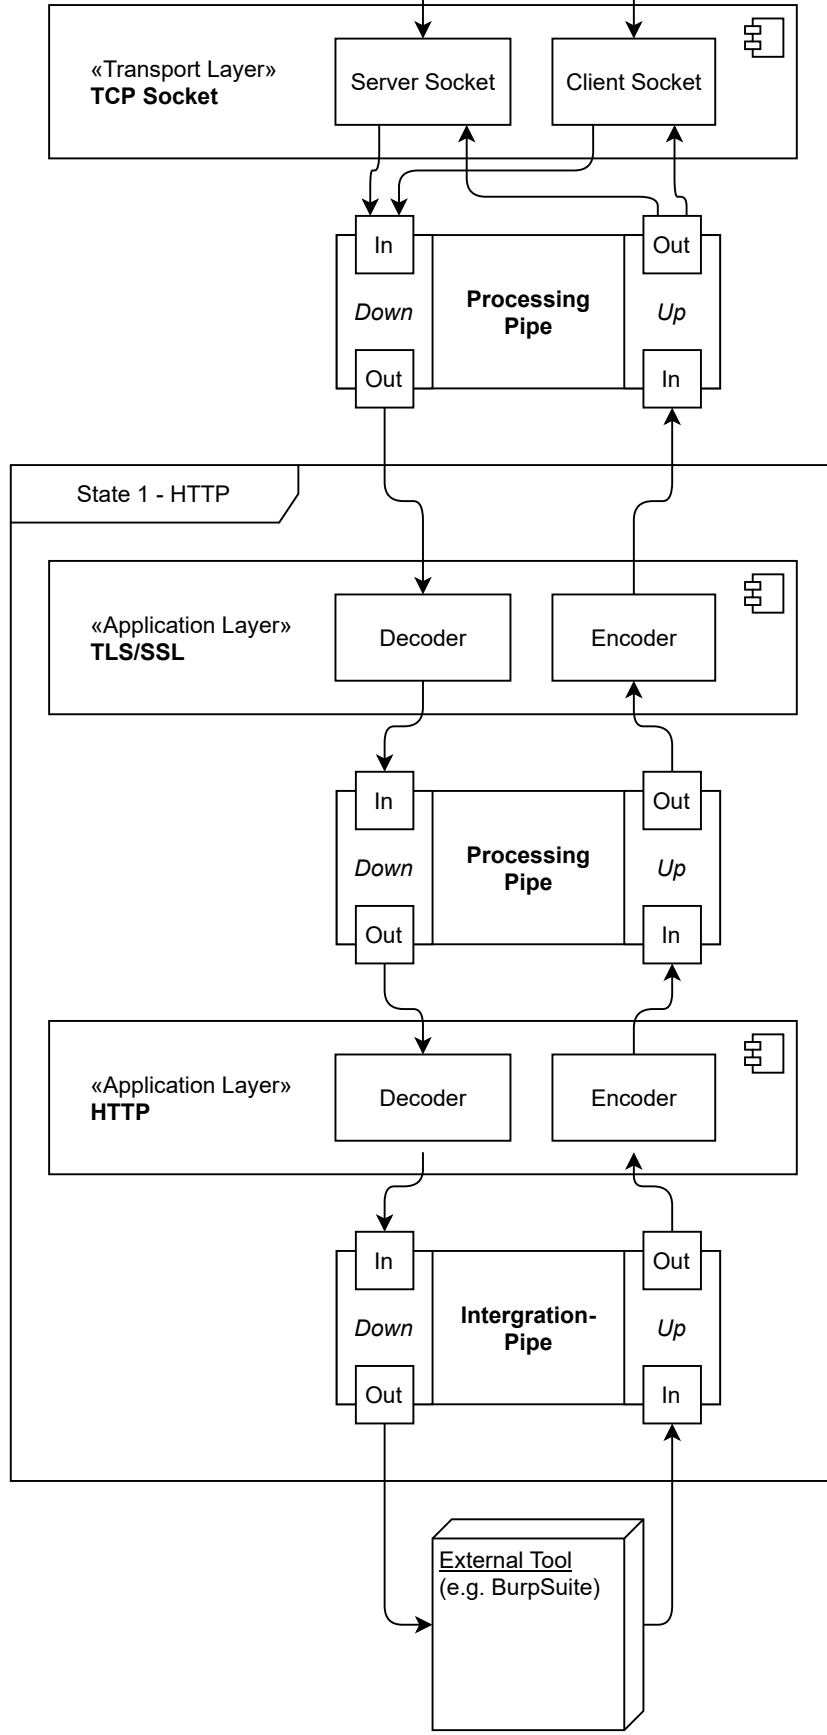 «Transport Layer»
TCP Socket
Server Socket
Client Socket
In
Out
Down
Processing
Pipe
Up
Out
In
State 1 - HTTP
«Application Layer»
TLS/SSL
Decoder
Encoder
In
Out
Down
Processing
Pipe
Up
Out
In
«Application Layer»
HTTP
Decoder
Encoder
In
Out
Down
Intergration-
Pipe
Up
Out
In
External Tool
(e.g. BurpSuite)